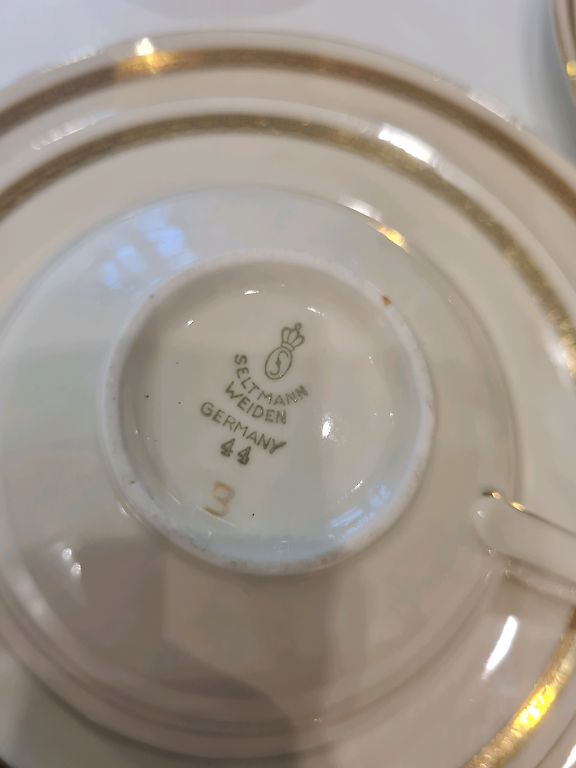 S
SELTMANN
WEIDEN
GERMANY
44
3